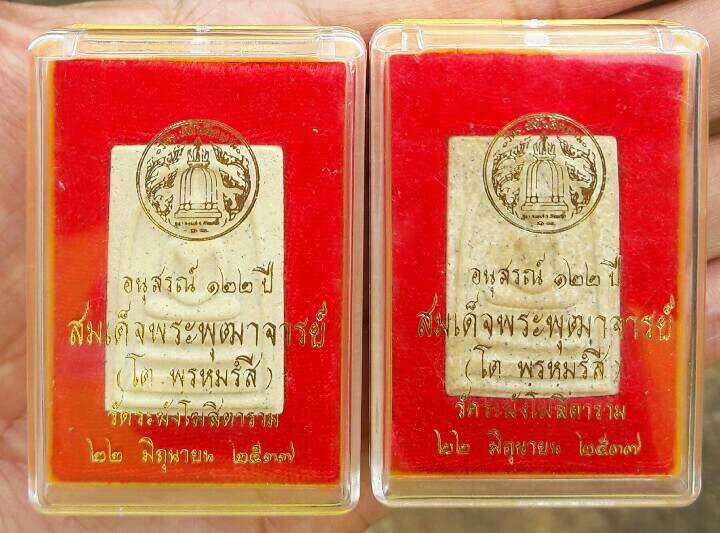 อนุสรณ์ ๑๒๒ ปี
สมเด็จพระพุฒาจารย์
(โต พรหมรํสี)
วัดระฆังโฆสิตาราม
๒๒ มิถุนายน ๒๕๓๗
อนุสรณ์ ๑๒๒ ปี
สมเด็จพระพุฒาจารย์
(โต พรหมรํสี)
วัดระฆังโฆสิตาราม
๒๒ มิถุนายน ๒๕๓๗